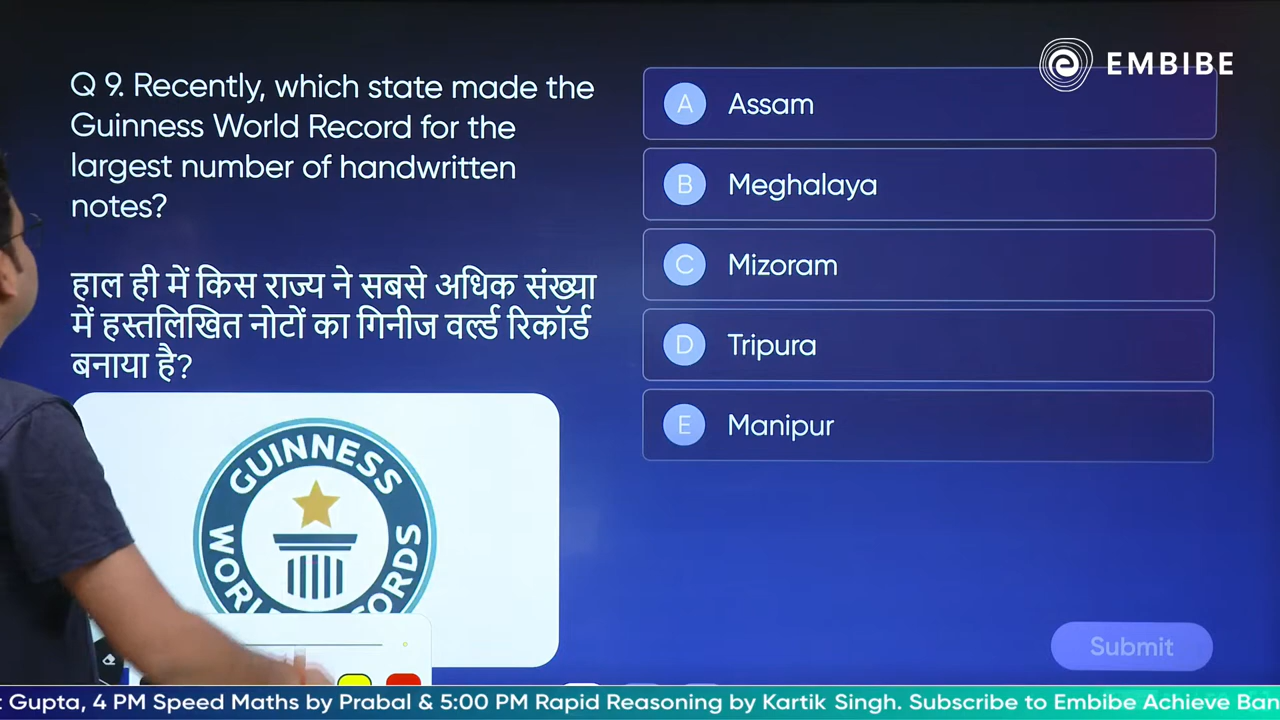 EMBIBE
Q 9. Recently, which state made the
Guinness World Record for the
largest number of handwritten
notes?
हाल ही में किस राज्य ने सबसे अधिक संख्या
में हस्तलिखित नोटों का गिनीज वर्ल्ड रिकॉर्ड
बनाया है?
A Assam
B Meghalaya
C Mizoram
D Tripura
E Manipur
GUINNESS
WORLD
Submit
Gupta, 4 PM Speed Maths by Prabal & 5:00 PM Rapid Reasoning by Kartik Singh. Subscribe to Embibe Achieve